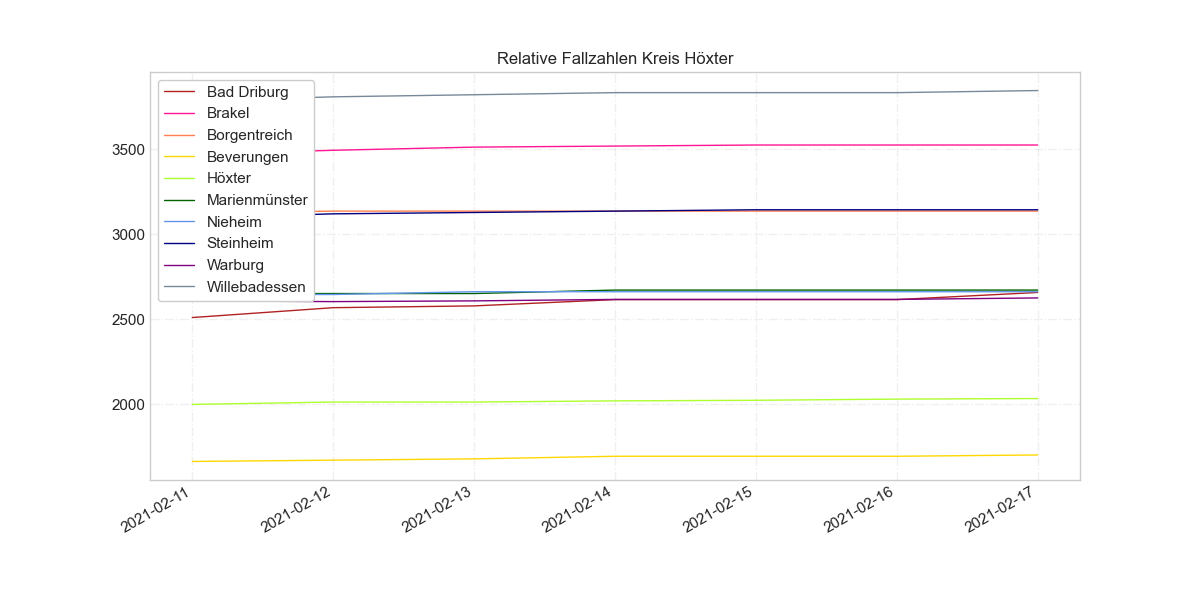 Relative Fallzahlen Kreis Höxter
Bad Driburg
Brakel
Borgentreich
Beverungen
Höxter
Marienmünster
Nieheim
Steinheim
Warburg
Willebadessen
3500
3000
2500
2000
2021-02-11
2021-02-12
2021-02-13
2021-02-14
2021-02-15
2021-02-16
2021-02-17